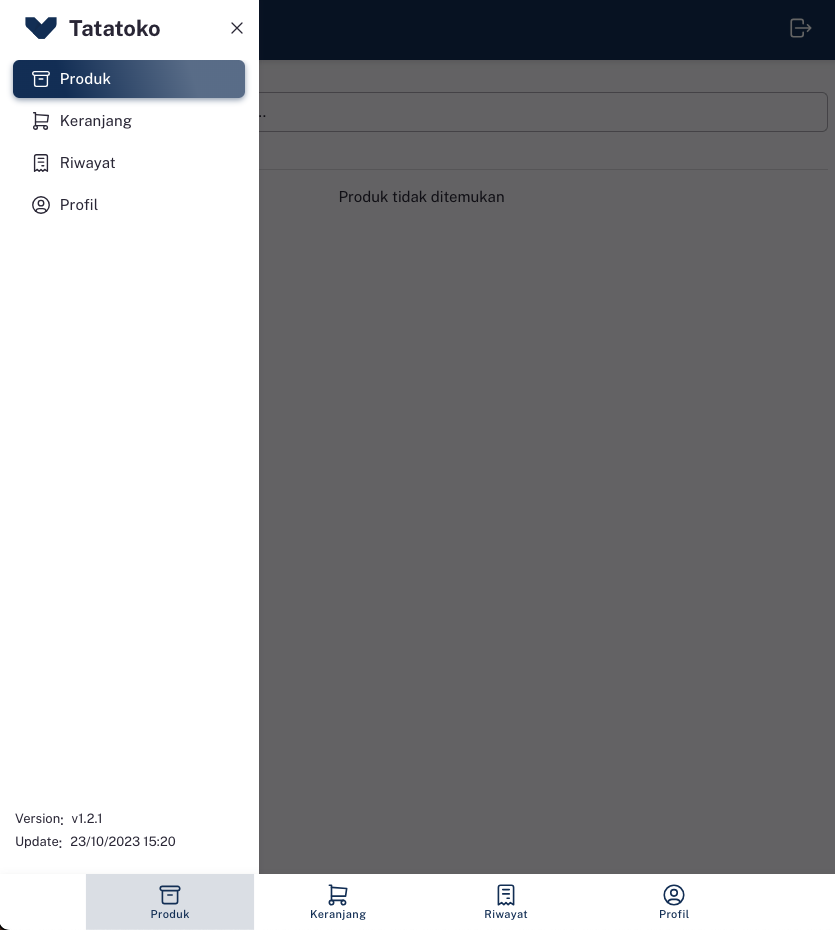 Tatatoko
Produk
Keranjang
Riwayat
Profil
..
Produk tidak ditemukan
Version: v1.2.1
Update: 23/10/2023 15:20
Produk
Keranjang
Riwayat
Profil